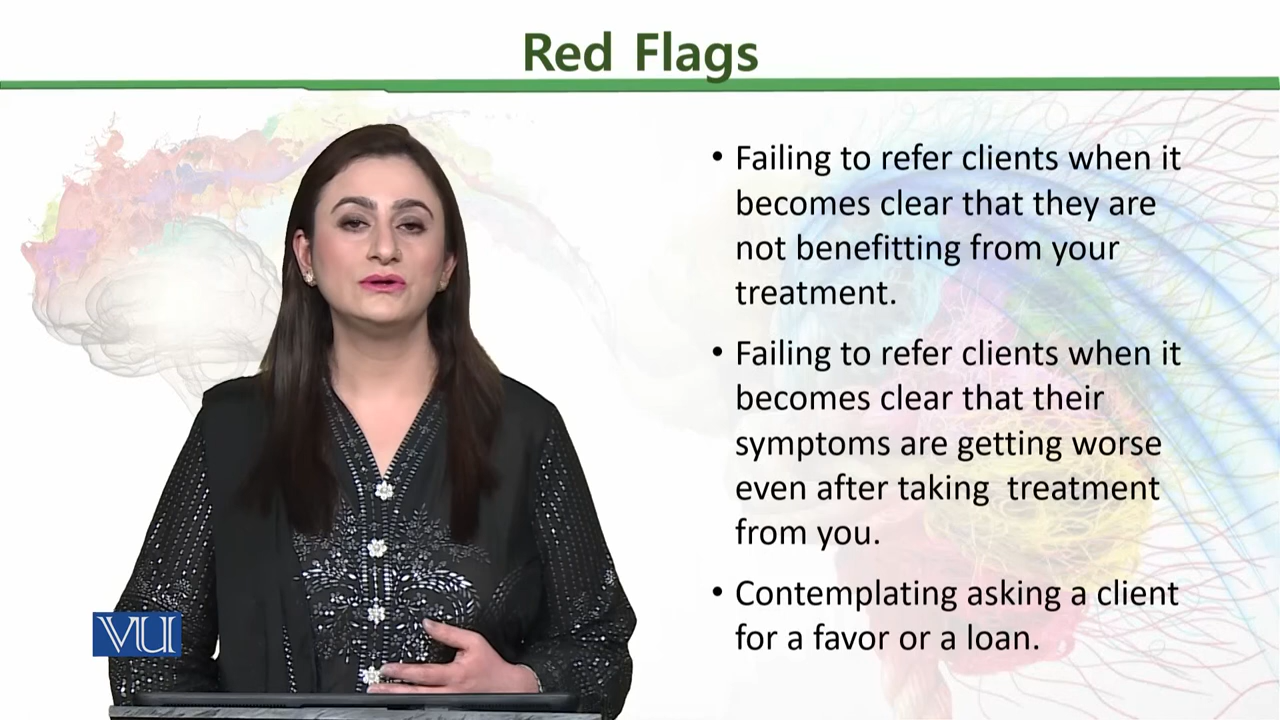 Red Flags
• Failing to refer clients when it
becomes clear that they are
not benefitting from your
treatment.
• Failing to refer clients when it
becomes clear that their
symptoms are getting worse
even after taking  treatment
from you.
• Contemplating asking a client
for a favor or a loan.
VU